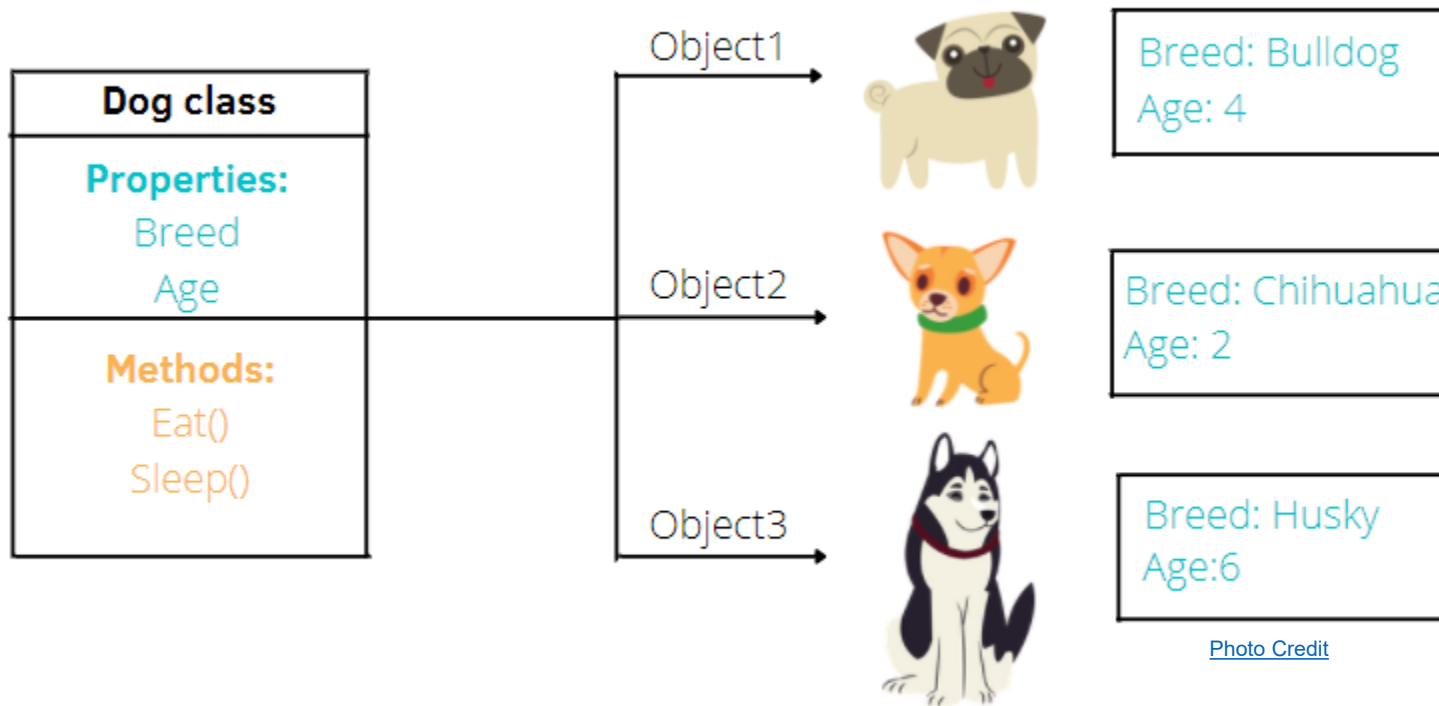 Dog class
Properties:
Breed
Age
Methods:
Eat()
Sleep()
Object1
Breed: Bulldog
Age: 4
Object2
Breed: Chihuahua
Age: 2
Object3
Breed: Husky
Age:6
Photo Credit